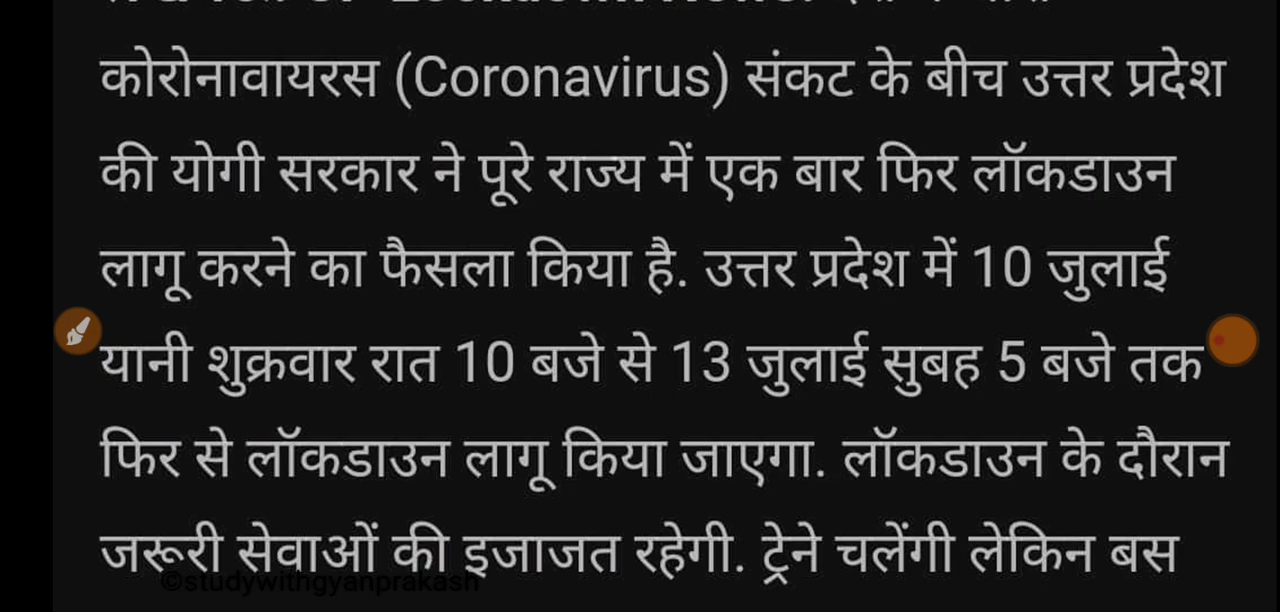 कोरोनावायरस (Coronavirus) संकट के बीच उत्तर प्रदेश
की योगी सरकार ने पूरे राज्य में एक बार फिर लॉकडाउन
लागू करने का फैसला किया है. उत्तर प्रदेश में 10 जुलाई
यानी शुक्रवार रात 10 बजे से 13 जुलाई सुबह 5 बजे तक
फिर से लॉकडाउन लागू किया जाएगा. लॉकडाउन के दौरान
जरूरी सेवाओं की इजाजत रहेगी. ट्रेने चलेंगी लेकिन बस
©studywithgyanprakash